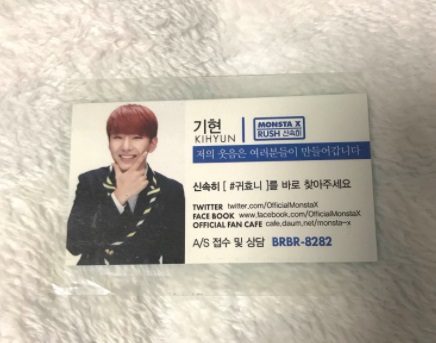 기현
KIHYUN
MONSTA X
RUSH 신속히
저의 웃음은 여러분들이 만들어갑니다
신속히 [ #귀효니 ]를 바로 찾아주세요
TWITTER twitter.com/OfficialMonstaX
FACE BOOK www.facebook.com/OfficialMonstaX
OFFICIAL FAN CAFE cafe.daum.net/monsta-x
A/S 접수 및 상담 BRBR-8282